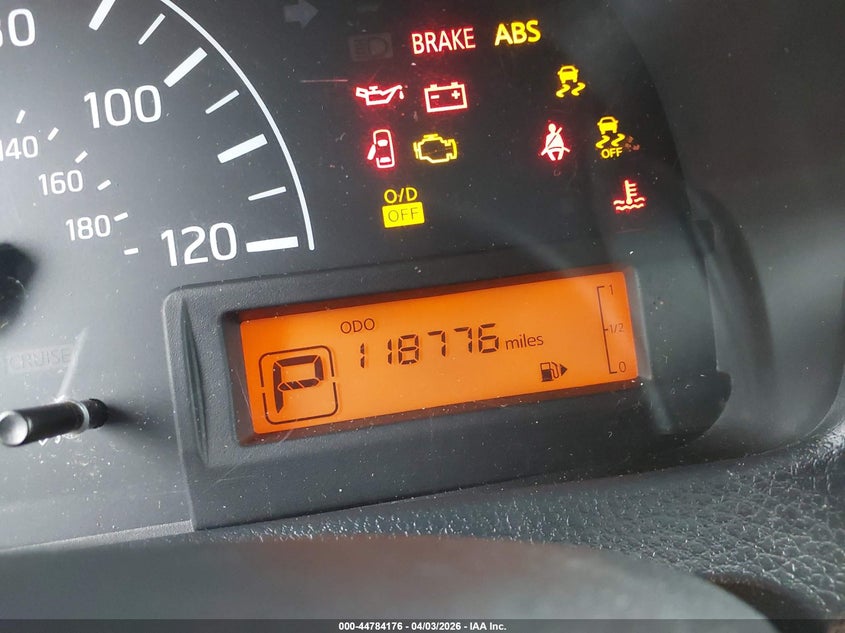 80
100
120
140
160
180
BRAKE
ABS
OFF
O/D
OFF
CRUISE
ODO
118776 miles
P
1
1/2
0
000-44784176 - 04/03/2026 - IAA Inc.